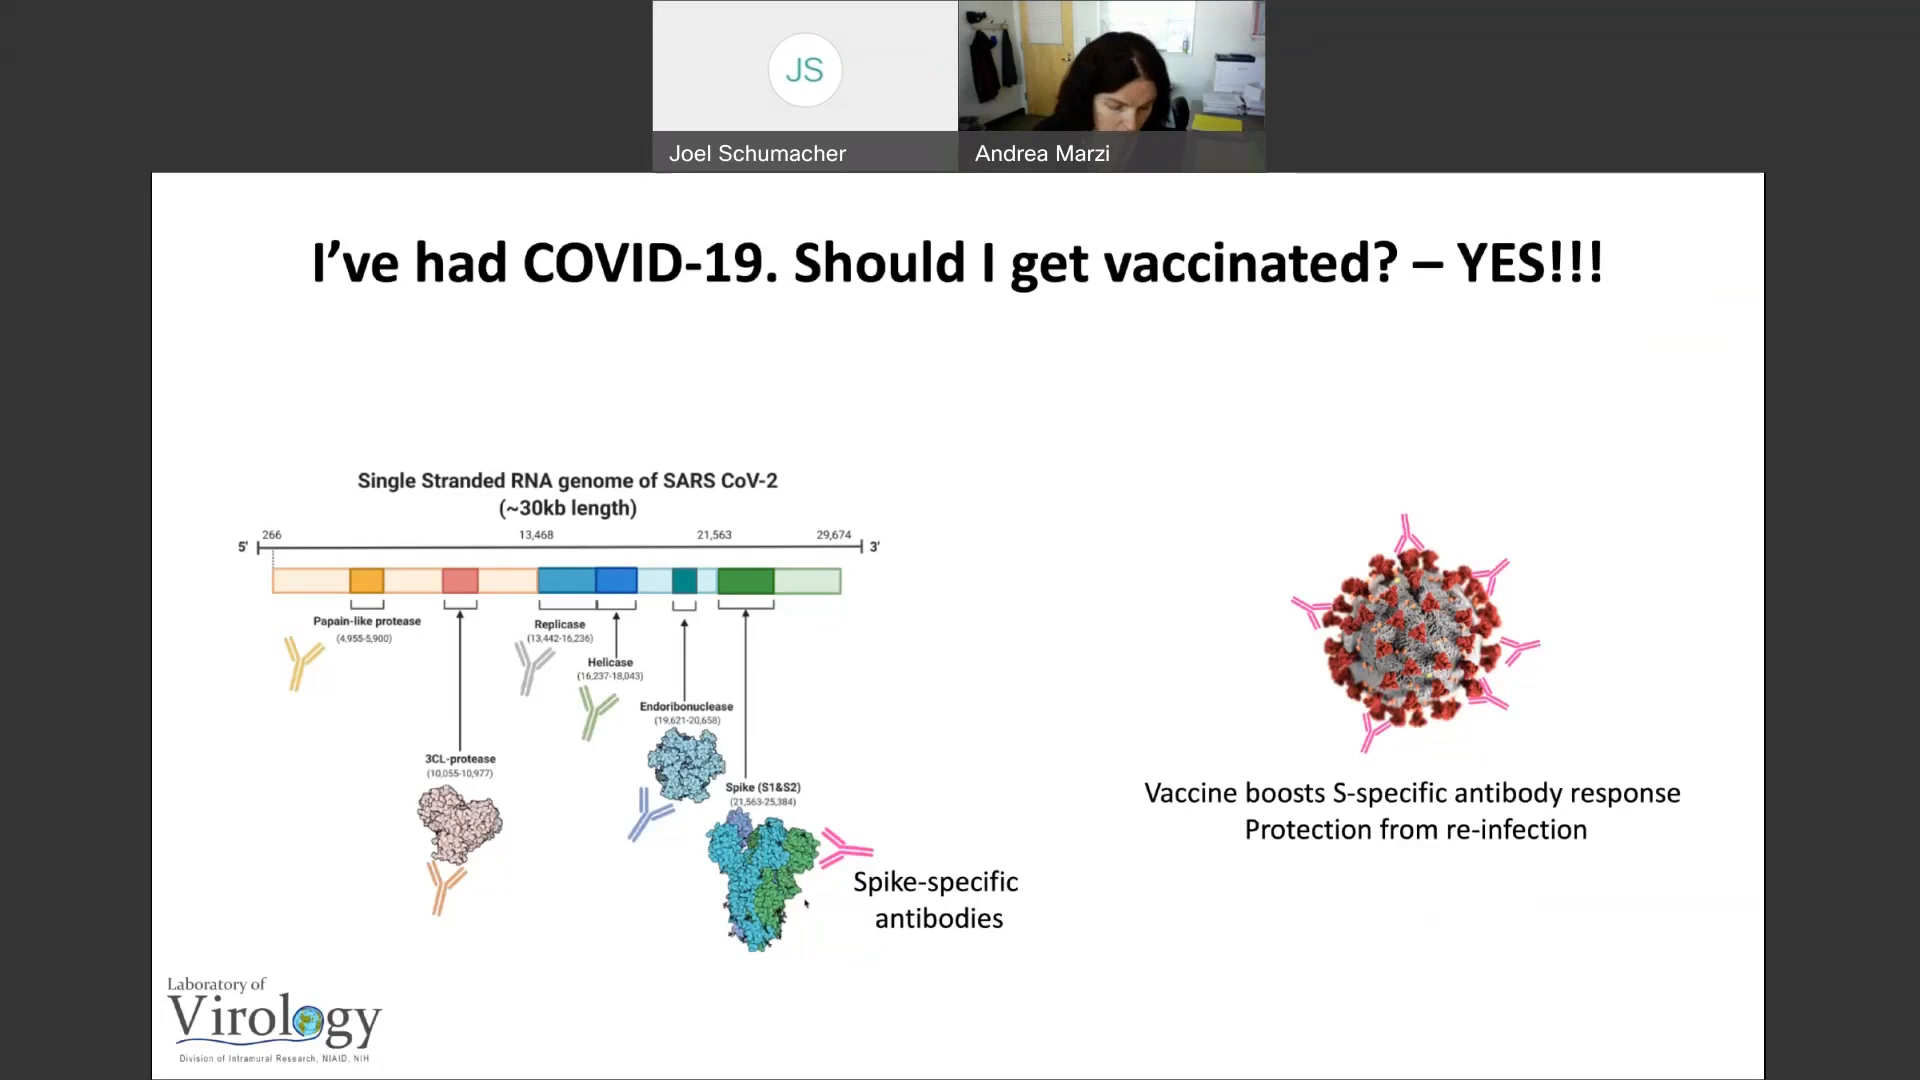 JS
Joel Schumacher
Andrea Marzi
I've had COVID-19. Should I get vaccinated? – YES!!!
Single Stranded RNA genome of SARS CoV-2
(~30kb length)
266 13,468 21,563 29,674
5' 3'
Papain-like protease
(4,955-5,900)
Replicase
(13,442-16,236)
Helicase
(16,237-18,043)
Endoribonuclease
(19,621-20,658)
3CL-protease
(10,055-10,977)
Spike (S1&S2)
(21,563-25,384)
Spike-specific
antibodies
Vaccine boosts S-specific antibody response
Protection from re-infection
Laboratory of
Virology
Division of Intramural Research, NIAID, NIH